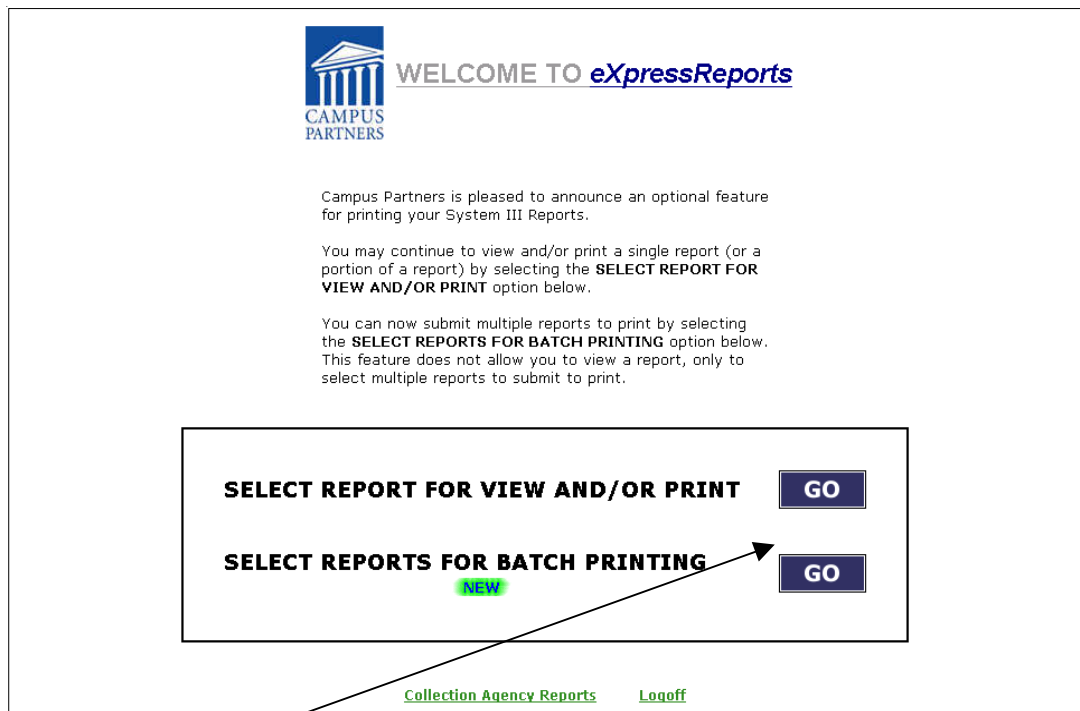 WELCOME TO eXpressReports
CAMPUS
PARTNERS
Campus Partners is pleased to announce an optional feature
for printing your System III Reports.
You may continue to view and/or print a single report (or a
portion of a report) by selecting the SELECT REPORT FOR
VIEW AND/OR PRINT option below.
You can now submit multiple reports to print by selecting
the SELECT REPORTS FOR BATCH PRINTING option below.
This feature does not allow you to view a report, only to
select multiple reports to submit to print.
SELECT REPORT FOR VIEW AND/OR PRINT GO
SELECT REPORTS FOR BATCH PRINTING GO
NEW
Collection Agency Reports Logoff